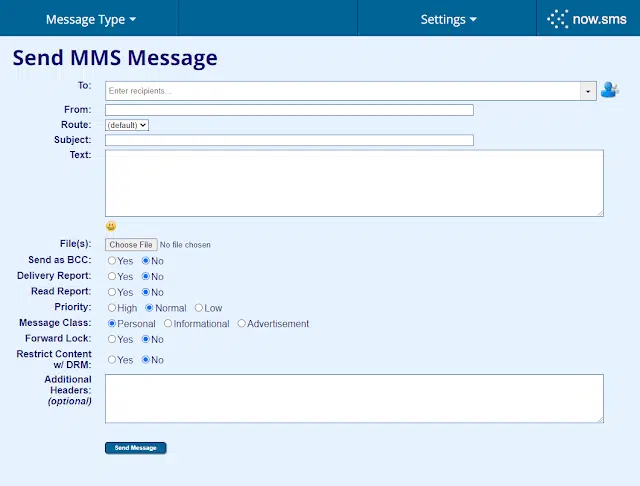 Message Type
Settings
now.sms
Send MMS Message
To: Enter recipients...
From:
Route: (default)
Subject:
Text:
File(s): Choose File No file chosen
Send as BCC: Yes No
Delivery Report: Yes No
Read Report: Yes No
Priority: High Normal Low
Message Class: Personal Informational Advertisement
Forward Lock: Yes No
Restrict Content
w/ DRM: Yes No
Additional
Headers:
(optional)
Send Message